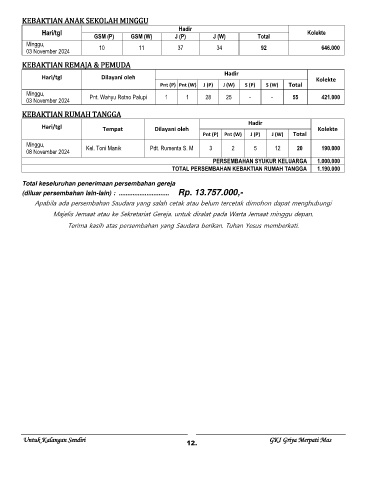 KEBAKTIAN ANAK SEKOLAH MINGGU
Hari/tgl Hadir Kolekte
GSM (P) GSM (W) J (P) J (W) Total
Minggu, 03 November 2024 10 11 37 34 92 646.000
KEBAKTIAN REMAJA & PEMUDA
Hari/tgl Dilayani oleh Hadir Kolekte
Pnt (P) Pnt (W) J (P) J (W) S (P) S (W) Total
Minggu, 03 November 2024 Pnt. Wahyu Retno Palupi 1 1 28 25 - - 55 421.000
KEBAKTIAN RUMAH TANGGA
Hari/tgl Tempat Dilayani oleh Hadir Kolekte
Pnt (P) Pnt (W) J (P) J (W) Total
Minggu, 08 November 2024 Kel. Toni Manik Pdt. Rumenta S. M 3 2 5 12 20 190.000
PERSEMBAHAN SYUKUR KELUARGA 1.000.000
TOTAL PERSEMBAHAN KEBAKTIAN RUMAH TANGGA 1.190.000
Total keseluruhan penerimaan persembahan gereja
(diluar persembahan lain-lain) : ............................ Rp. 13.757.000,-
Apabila ada persembahan Saudara yang salah cetak atau belum tercetak dimohon dapat menghubungi
Majelis Jemaat atau ke Sekretariat Gereja, untuk diralat pada Warta Jemaat minggu depan.
Terima kasih atas persembahan yang Saudara berikan. Tuhan Yesus memberkati.
Untuk Kalangan Sendiri 12. GKI Griya Merpati Mas